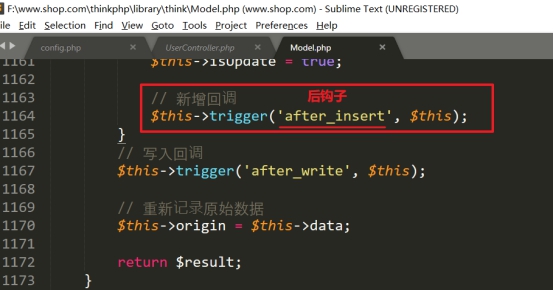 F:\www.shop.com\thinkphp\library\think\Model.php (www.shop.com) - Sublime Text (UNREGISTERED)
File Edit Selection Find View Goto Tools Project Preferences Help
config.php UserController.php Model.php
1161 $this->isUpdate = true;
1162
1163 // 新增回调 后钩子
1164 $this->trigger('after_insert', $this);
1165 }
1166 // 写入回调
1167 $this->trigger('after_write', $this);
1168
1169 // 重新记录原始数据
1170 $this->origin = $this->data;
1171
1172 return $result;
1173 }